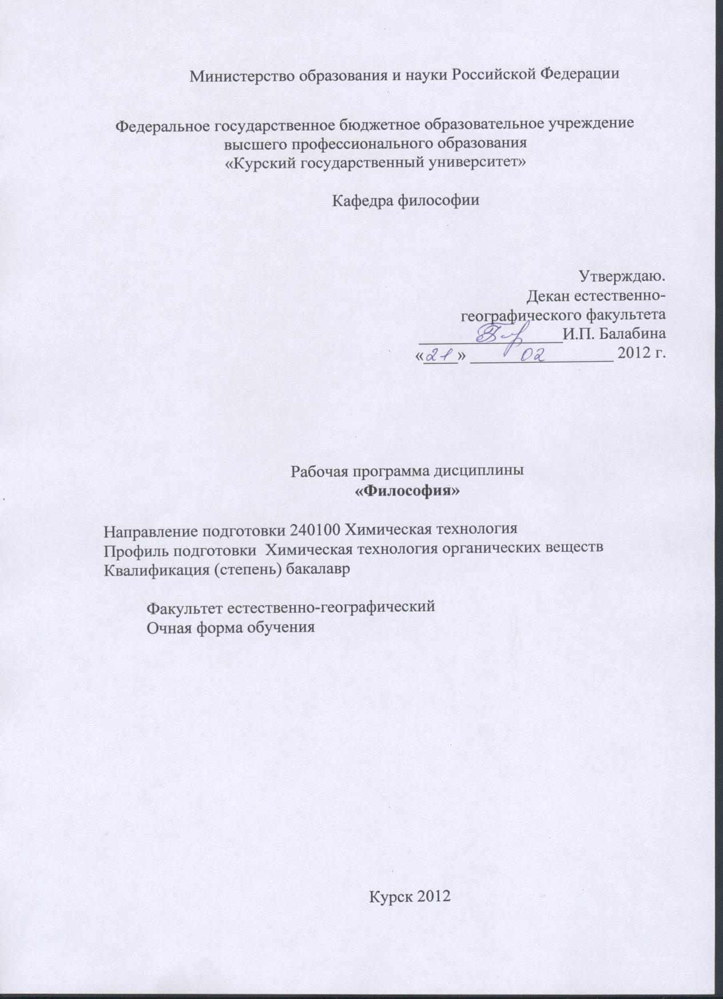 Министерство образования и науки Российской Федерации
Федеральное государственное бюджетное образовательное учреждение
высшего профессионального образования
«Курский государственный университет»
Кафедра философии
Утверждаю.
Декан естественно-
географического факультета
И.П. Балабина
«21» 02 2012 г.
Рабочая программа дисциплины
«Философия»
Направление подготовки 240100 Химическая технология
Профиль подготовки Химическая технология органических веществ
Квалификация (степень) бакалавр
Факультет естественно-географический
Очная форма обучения
Курск 2012